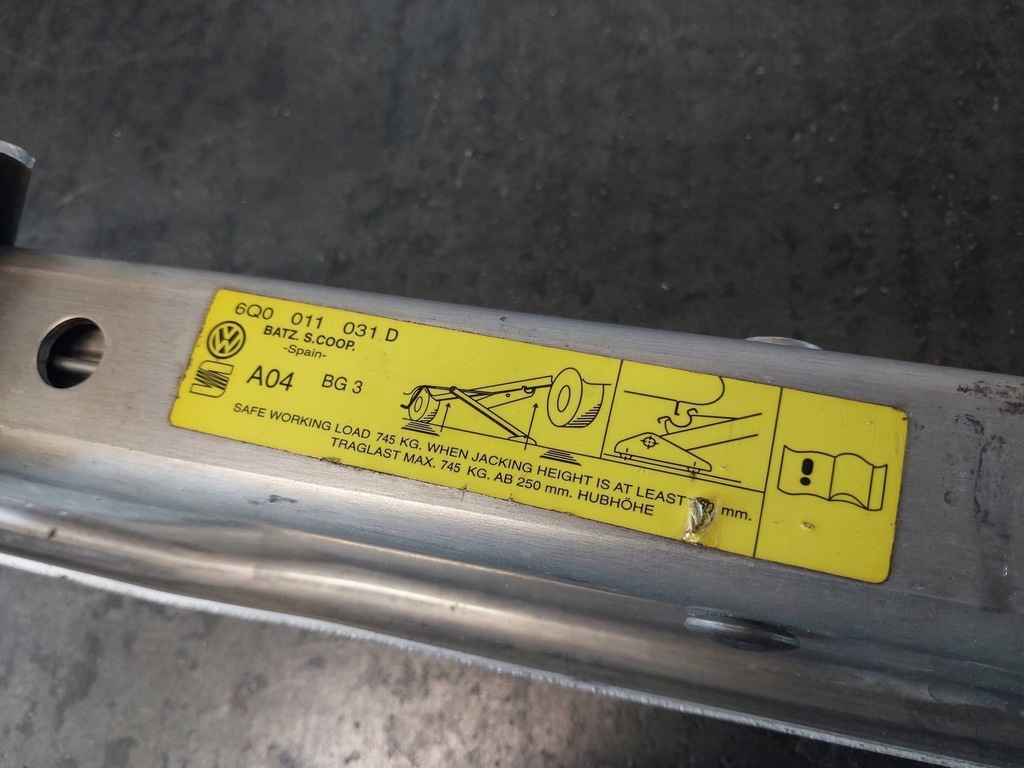 6Q0 011 031 D
BATZ. S.COOP.
-Spain-
A04 BG 3
SAFE WORKING LOAD 745 KG. WHEN JACKING HEIGHT IS AT LEAST mm.
TRAGLAST MAX. 745 KG. AB 250 mm. HUBHÖHE